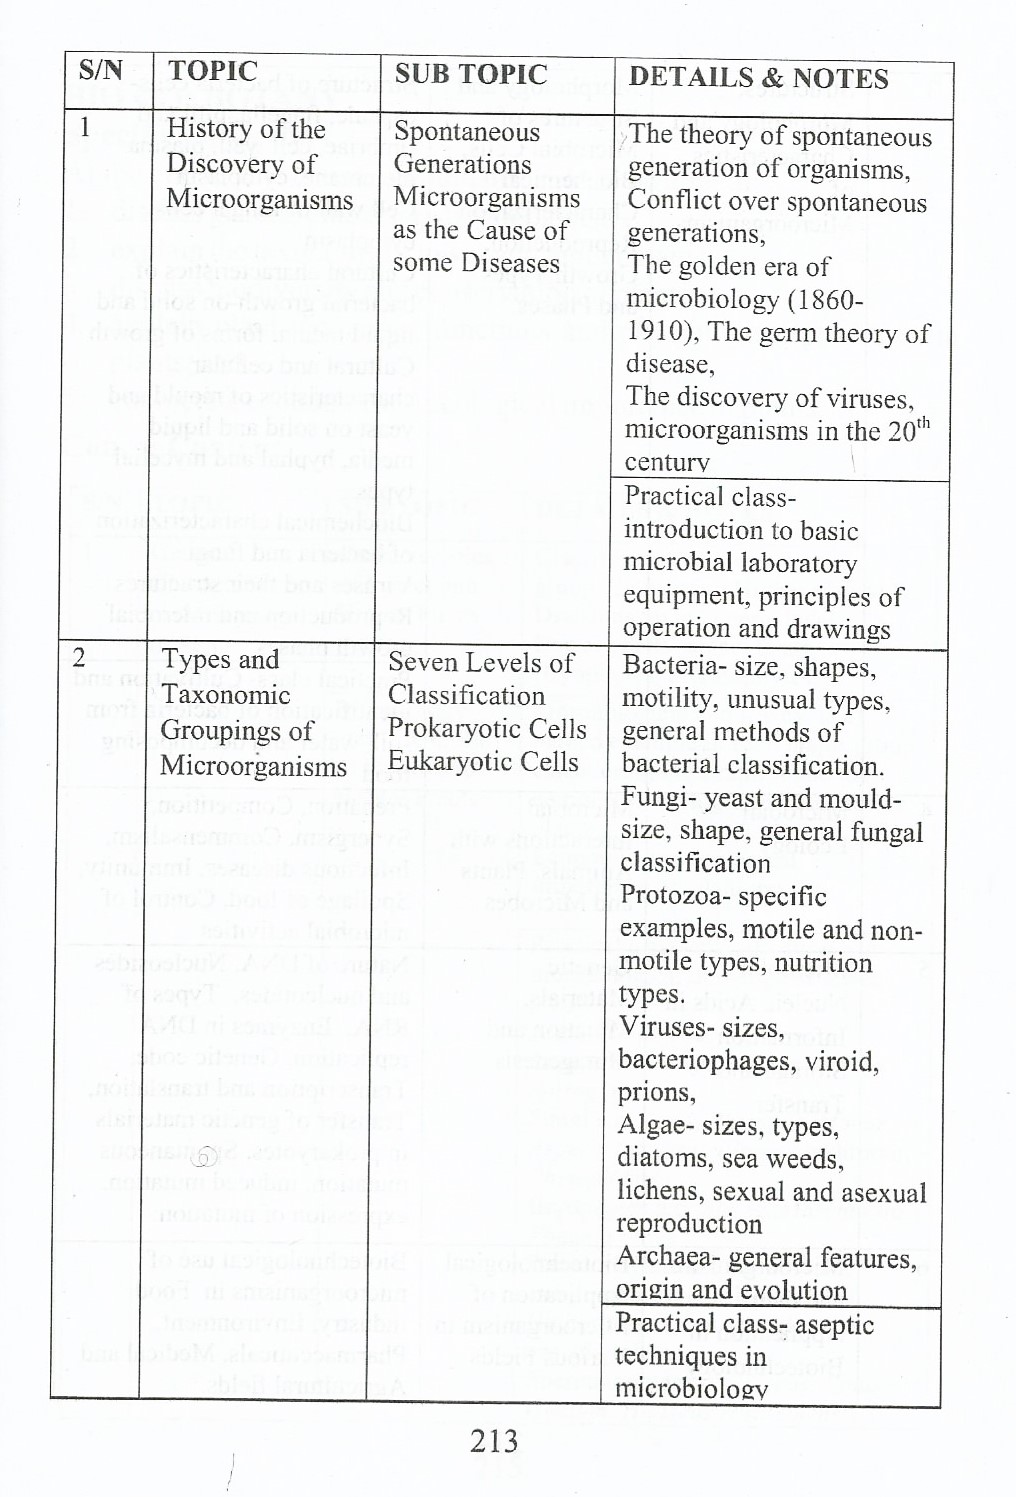 S/N TOPIC SUB TOPIC DETAILS & NOTES
1
History of the
Discovery of
Microorganisms
Spontaneous
Generations
Microorganisms
as the Cause of
some Diseases
The theory of spontaneous
generation of organisms,
Conflict over spontaneous
generations,
The golden era of
microbiology (1860-
1910), The germ theory of
disease,
The discovery of viruses,
microorganisms in the 20th
century
Practical class-
introduction to basic
microbial laboratory
equipment, principles of
operation and drawings
2
Types and
Taxonomic
Groupings of
Microorganisms
Seven Levels of
Classification
Prokaryotic Cells
Eukaryotic Cells
Bacteria- size, shapes,
motility, unusual types,
general methods of
bacterial classification.
Fungi- yeast and mould-
size, shape, general fungal
classification
Protozoa- specific
examples, motile and non-
motile types, nutrition
types.
Viruses- sizes,
bacteriophages, viroid,
prions,
Algae- sizes, types,
diatoms, sea weeds,
lichens, sexual and asexual
reproduction
Archaea- general features,
origin and evolution
Practical class- aseptic
techniques in
microbiology
213